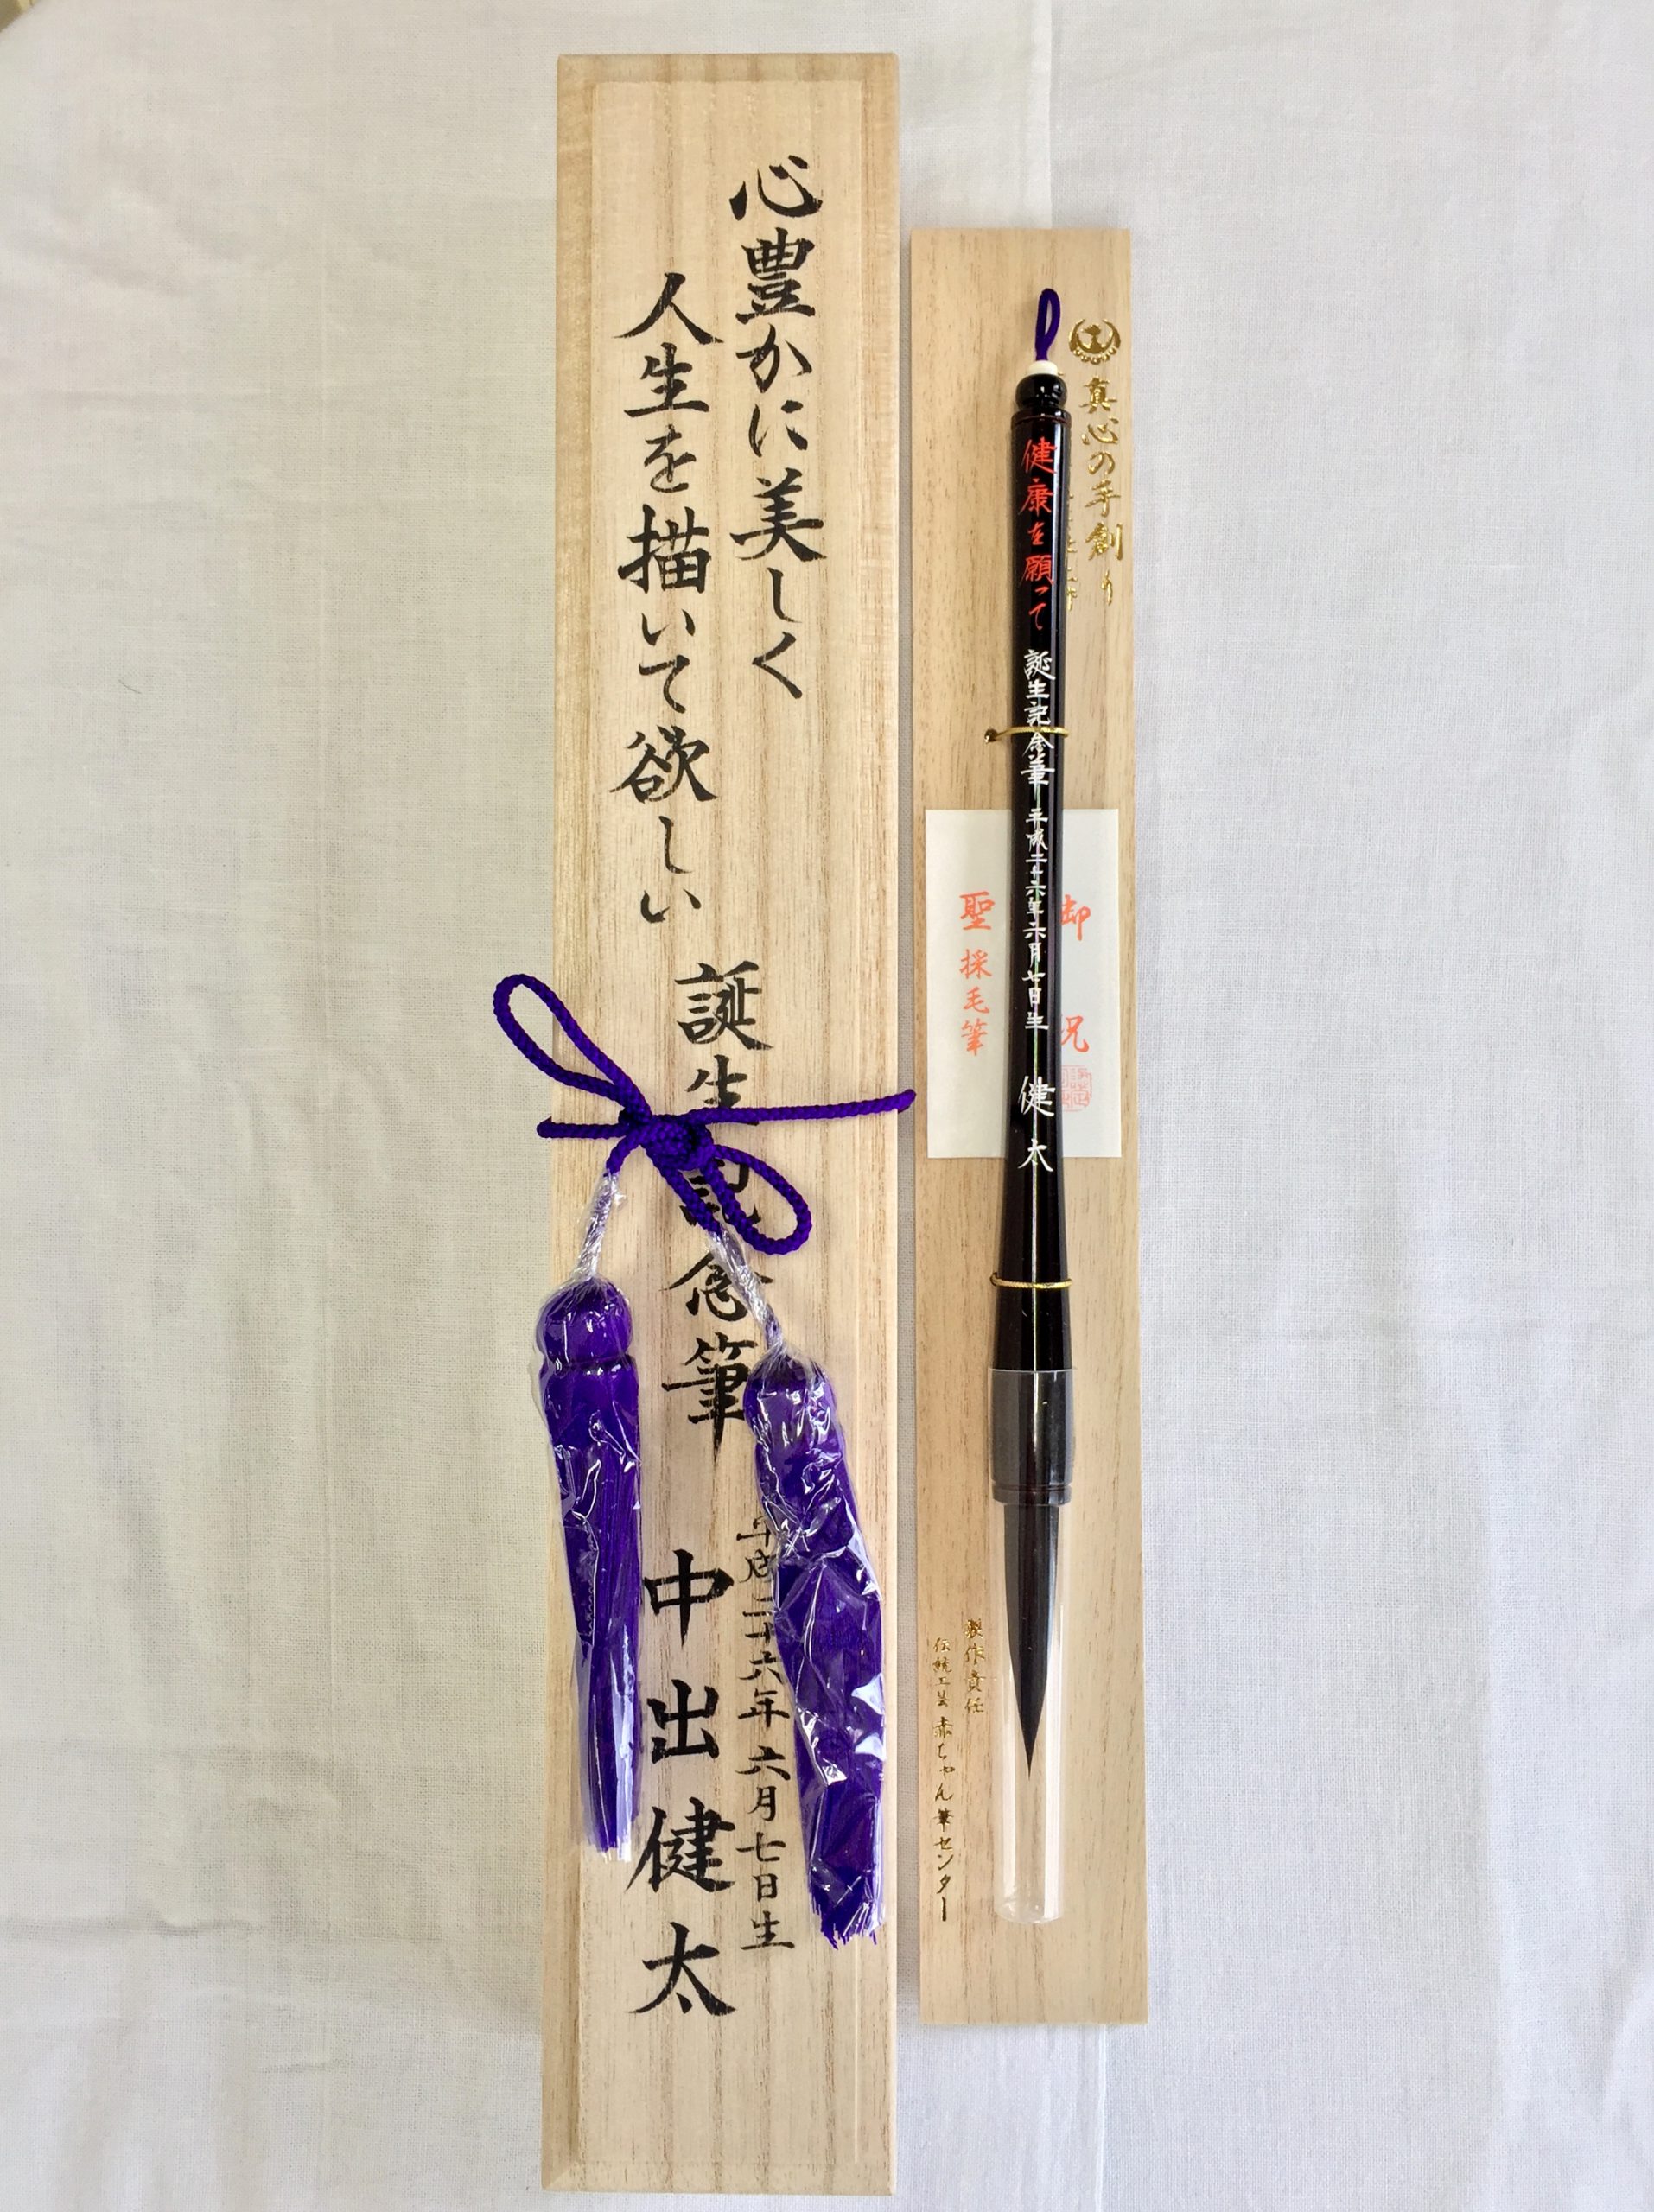 心豊かに美しく
人生を描いて欲しい
誕生記念筆
平成二十六年六月七日生
中出健太
真心の手創り
健康を願って 誕生記念筆 平成二十六年六月七日生 健太
御祝
聖採毛筆
製作責任
伝統工芸 赤ちゃん筆センター